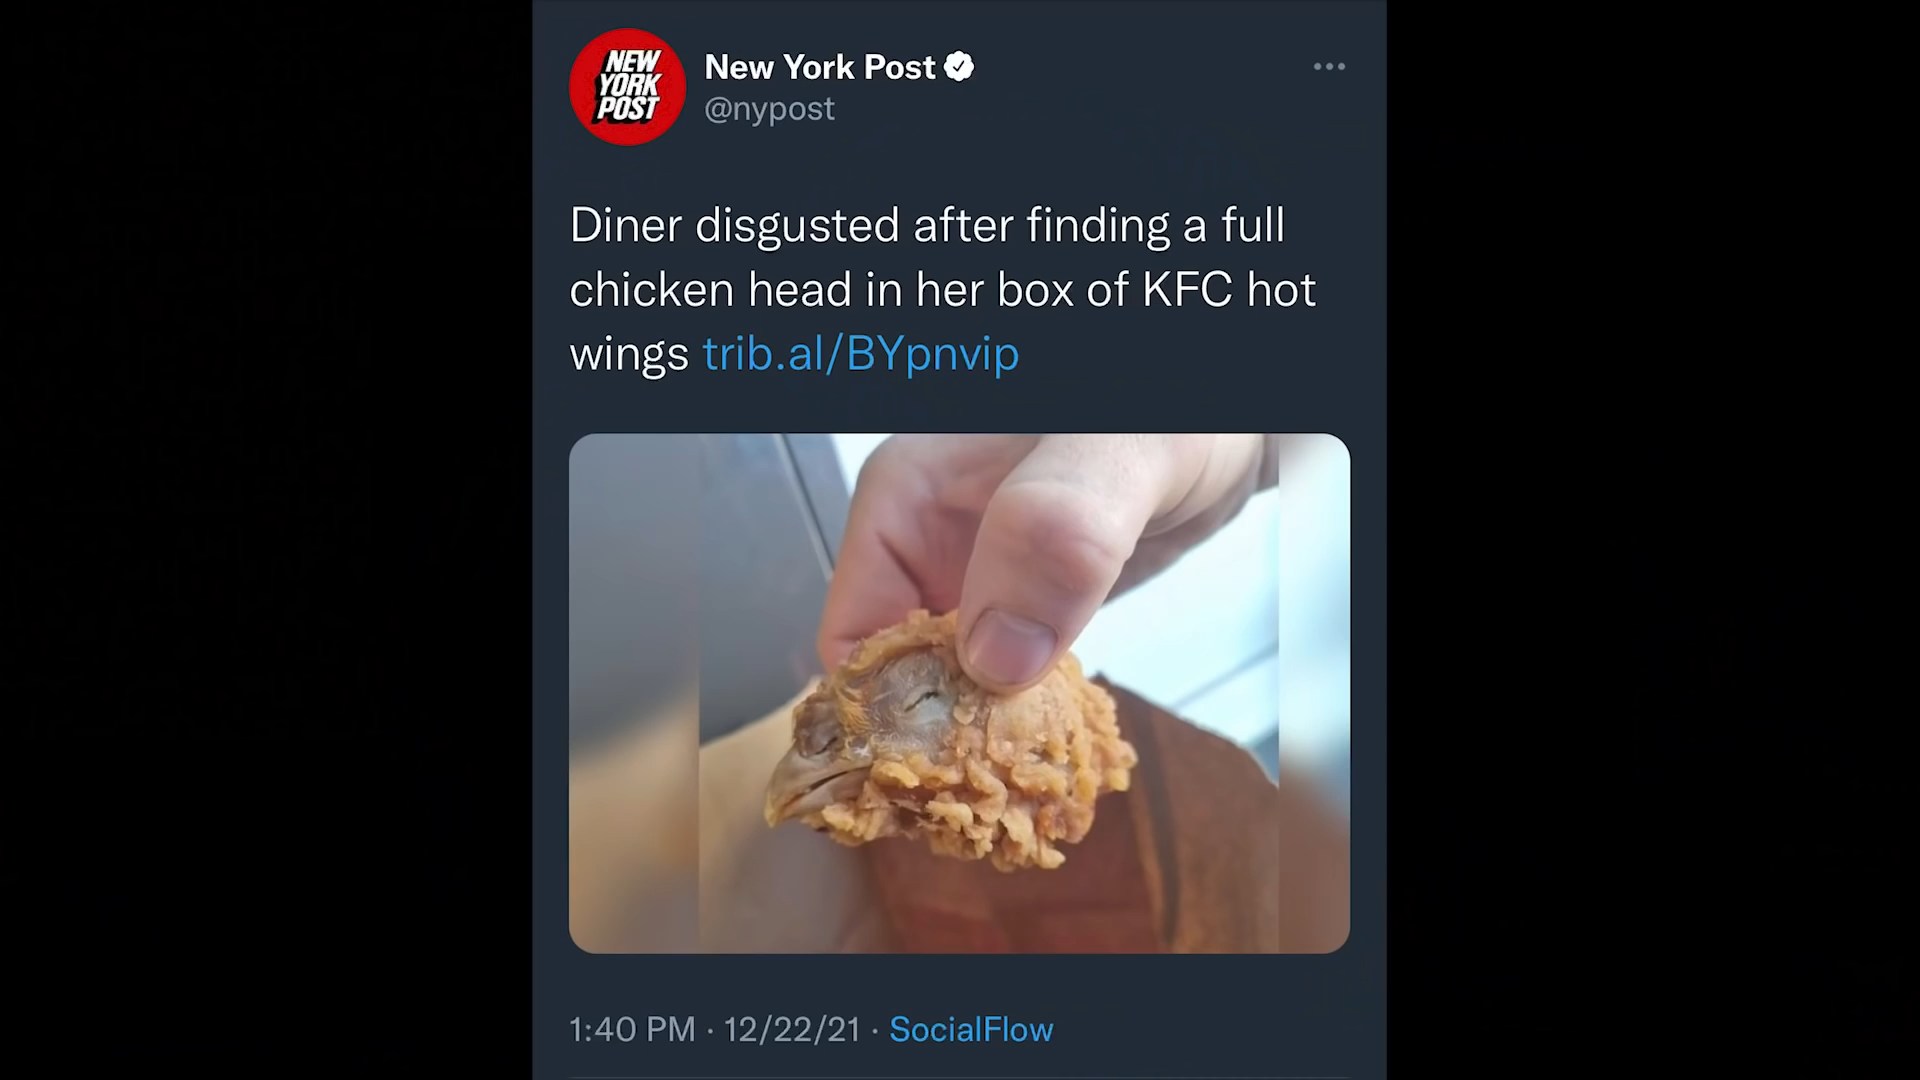 NEW
YORK
POST
New York Post
@nypost
Diner disgusted after finding a full
chicken head in her box of KFC hot
wings trib.al/BYpnvip
1:40 PM · 12/22/21 · SocialFlow